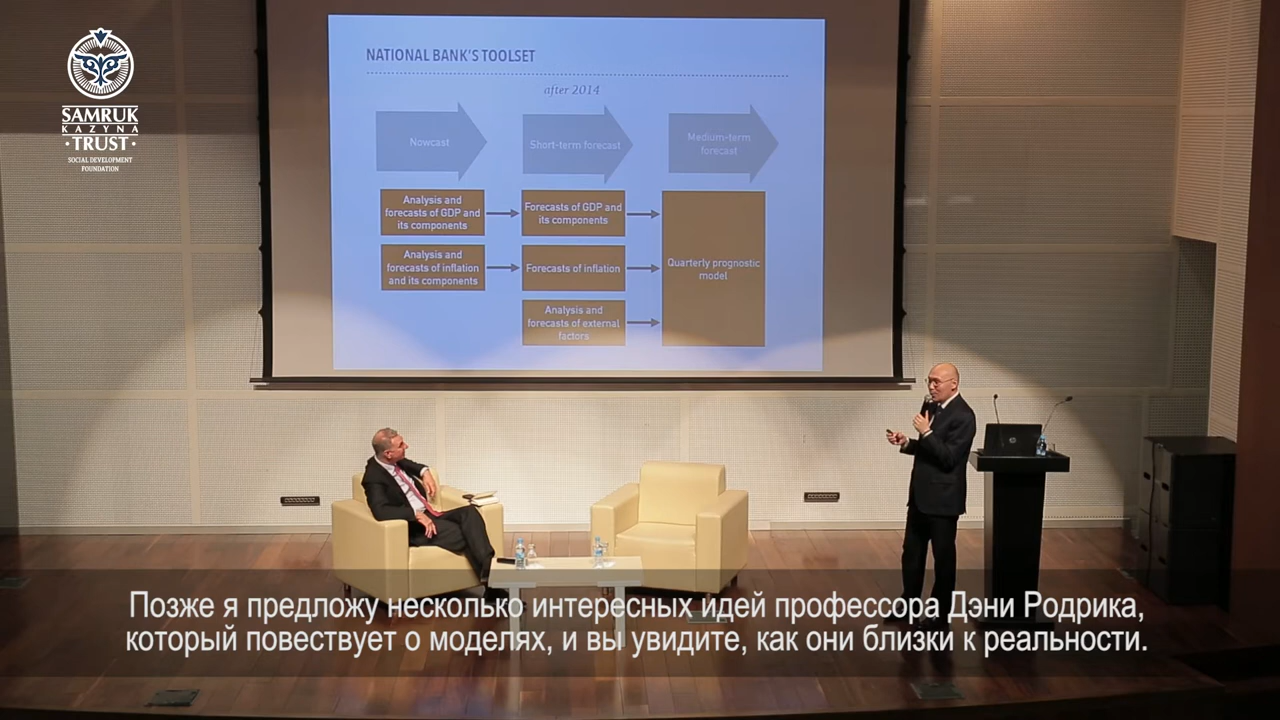 SAMRUK
KAZYNA
·TRUST·
SOCIAL DEVELOPMENT
FOUNDATION
NATIONAL BANK'S TOOLSET
after 2014
Nowcast
Short-term forecast
Medium-term
forecast
Analysis and
forecasts of GDP and
its components
Forecasts of GDP and
its components
Analysis and
forecasts of inflation
and its components
Forecasts of inflation
Quarterly prognostic
model
Analysis and
forecasts of external
factors
Позже я предложу несколько интересных идей профессора Дэни Родрика,
который повествует о моделях, и вы увидите, как они близки к реальности.